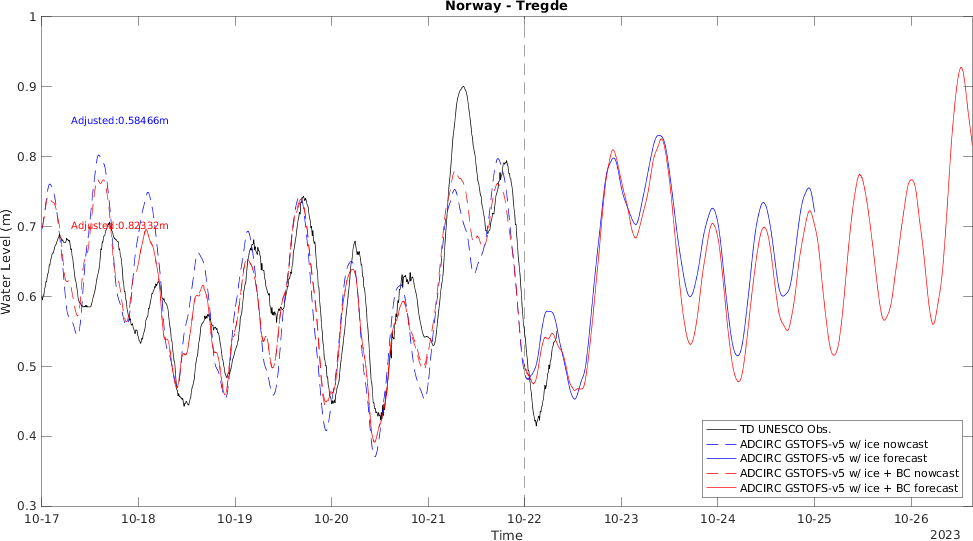 Norway - Tregde
1
0.9
0.8
0.7
0.6
0.5
0.4
0.3
Water Level (m)
Adjusted:0.58466m
Adjusted:0.82332m
TD UNESCO Obs.
ADCIRC GSTOFS-v5 w/ ice nowcast
ADCIRC GSTOFS-v5 w/ ice forecast
ADCIRC GSTOFS-v5 w/ ice + BC nowcast
ADCIRC GSTOFS-v5 w/ ice + BC forecast
10-17 10-18 10-19 10-20 10-21 10-22 10-23 10-24 10-25 10-26
Time
2023